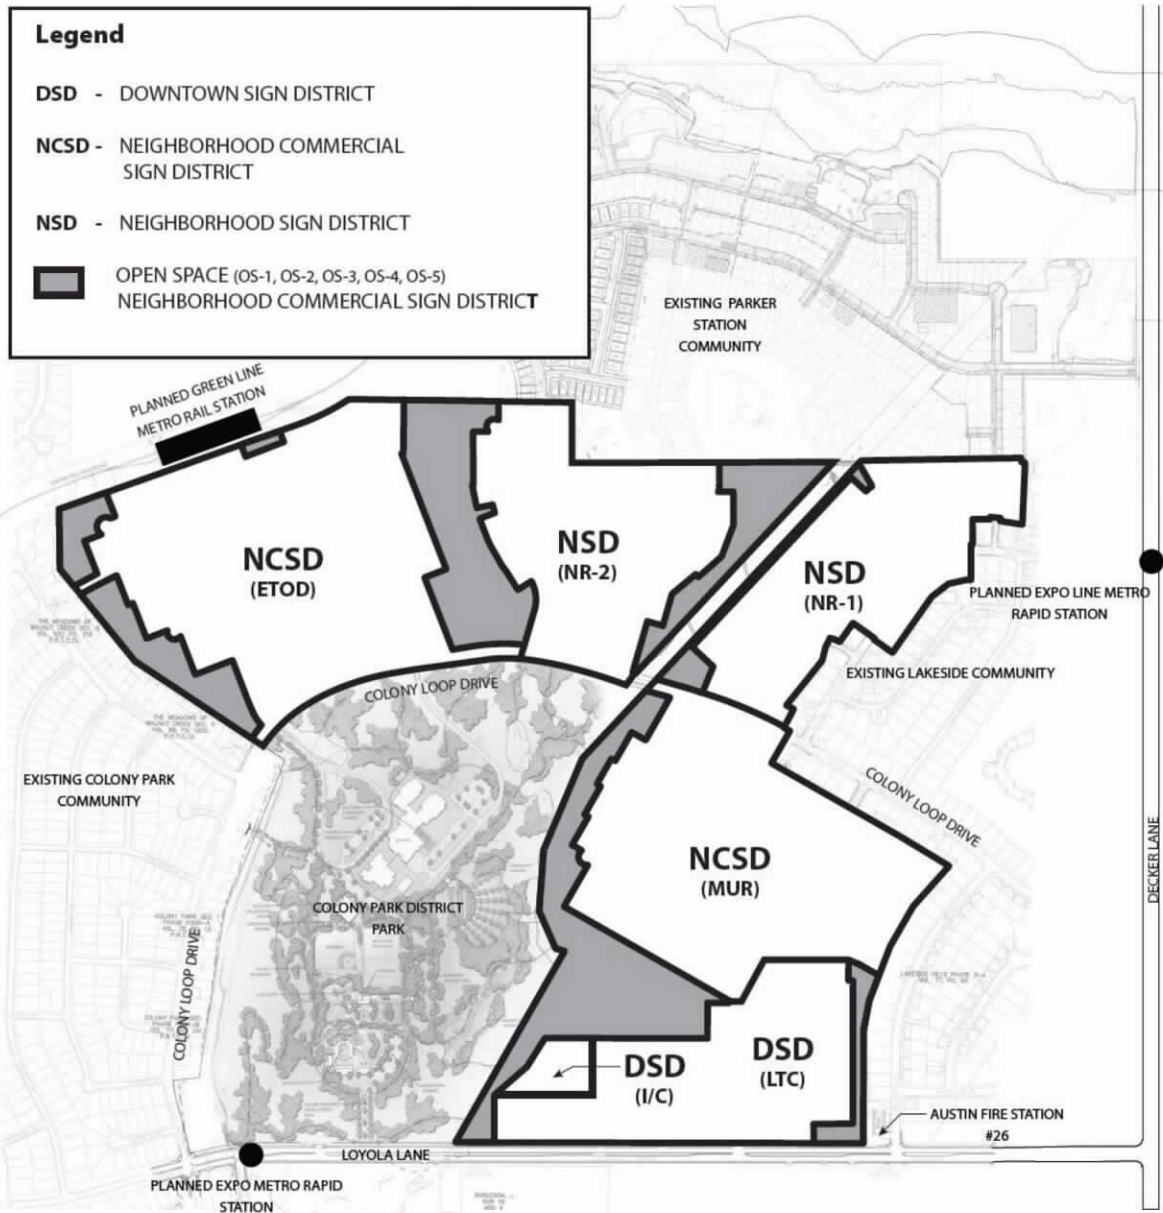 Legend
DSD - DOWNTOWN SIGN DISTRICT
NCSD - NEIGHBORHOOD COMMERCIAL
SIGN DISTRICT
NSD - NEIGHBORHOOD SIGN DISTRICT
OPEN SPACE (OS-1, OS-2, OS-3, OS-4, OS-5)
NEIGHBORHOOD COMMERCIAL SIGN DISTRICT
EXISTING PARKER
STATION
COMMUNITY
PLANNED GREEN LINE
METRO RAIL STATION
NCSD
(ETOD)
NSD
(NR-2)
NSD
(NR-1)
PLANNED EXPO LINE METRO
RAPID STATION
EXISTING LAKESIDE COMMUNITY
COLONY LOOP DRIVE
EXISTING COLONY PARK
COMMUNITY
COLONY LOOP DRIVE
DECKER LANE
NCSD
(MUR)
COLONY PARK DISTRICT
PARK
COLONY LOOP DRIVE
DSD
(I/C)
DSD
(LTC)
AUSTIN FIRE STATION
#26
LOYOLA LANE
PLANNED EXPO METRO RAPID
STATION